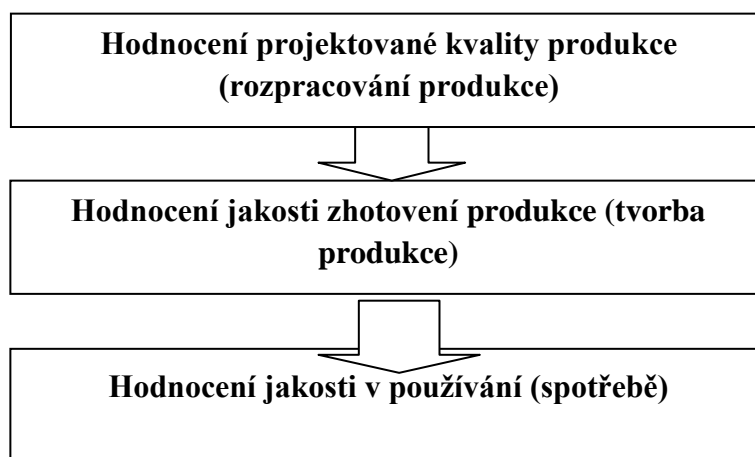 Hodnocení projektované kvality produkce
(rozpracování produkce)
Hodnocení jakosti zhotovení produkce (tvorba
produkce)
Hodnocení jakosti v používání (spotřebě)